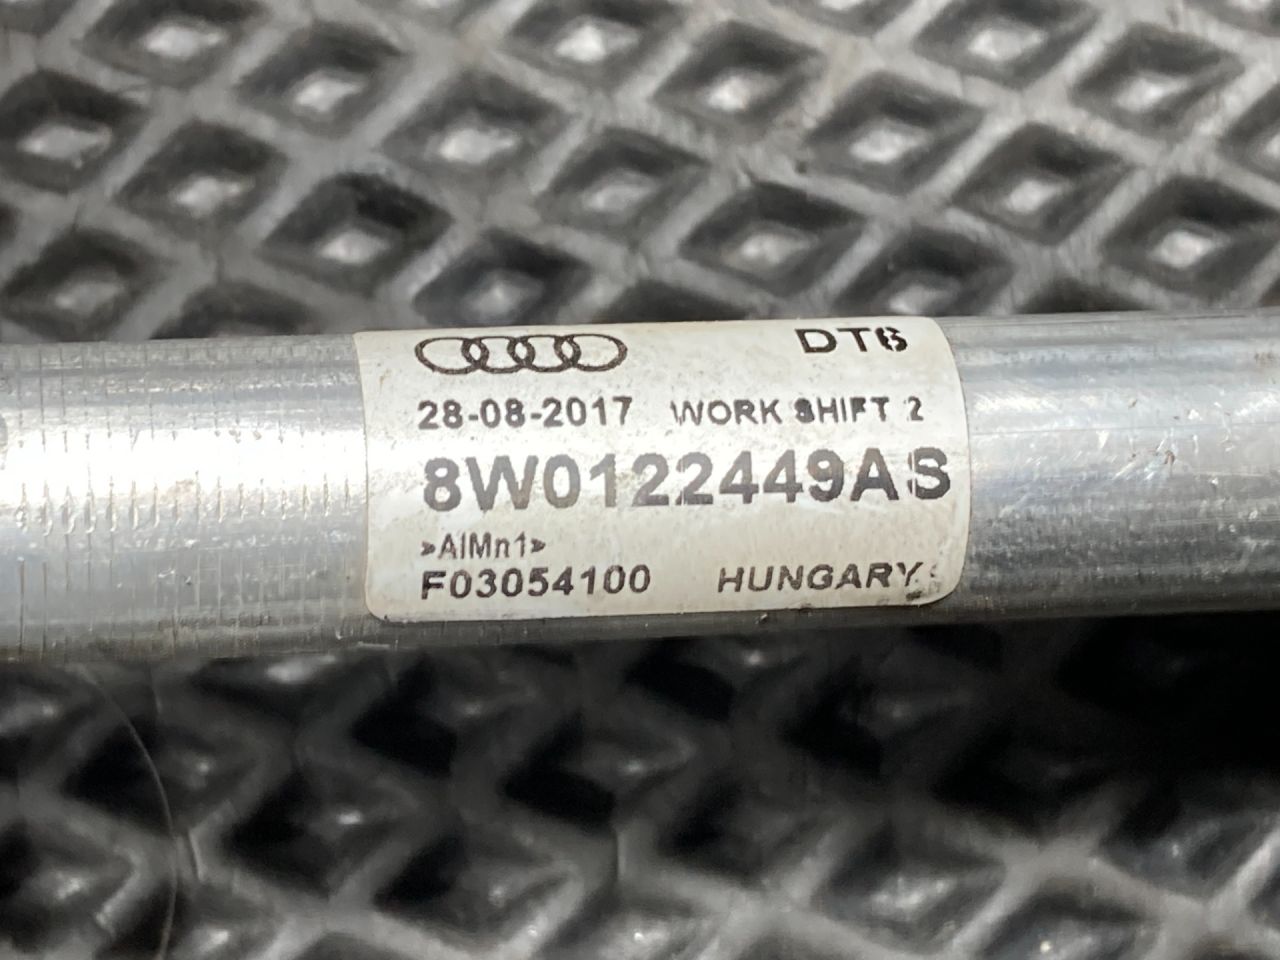 DT6
28-08-2017 WORK SHIFT 2
8W0122449AS
»AlMn1»
F03054100 HUNGARY